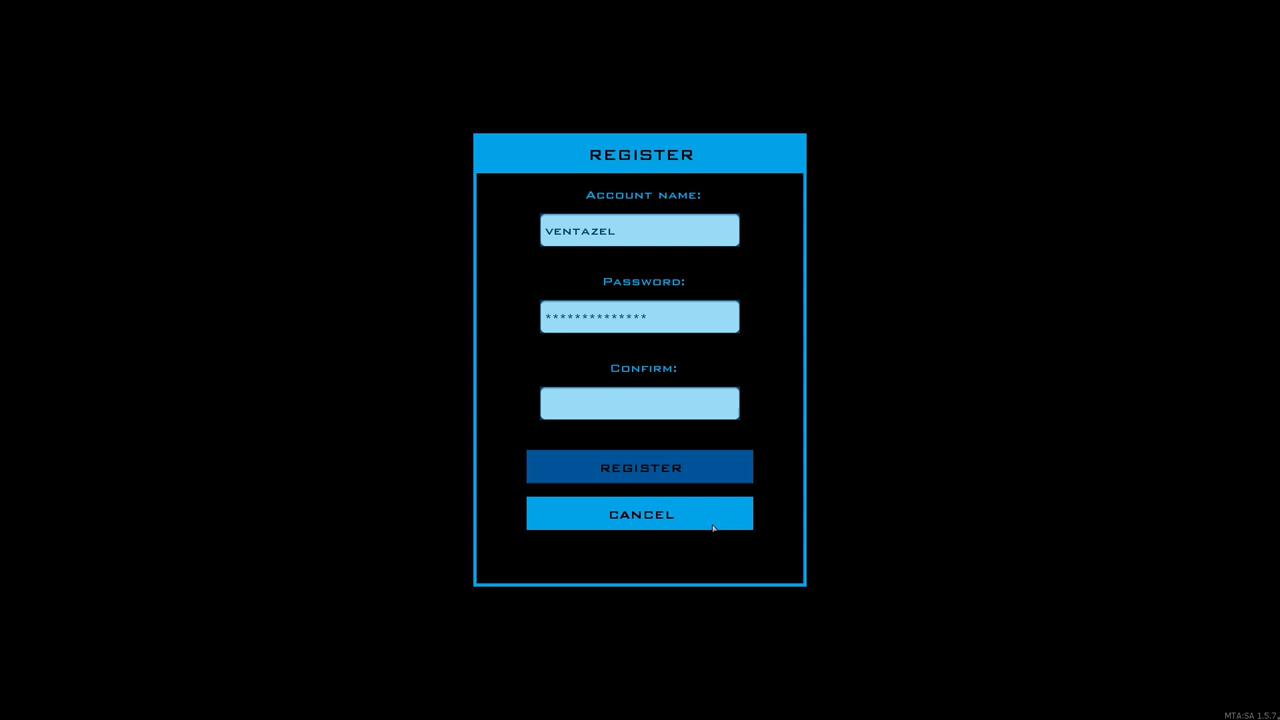 REGISTER
Account name:
ventazel
Password:
**************
Confirm:
REGISTER
CANCEL
MTA:SA 1.5.7